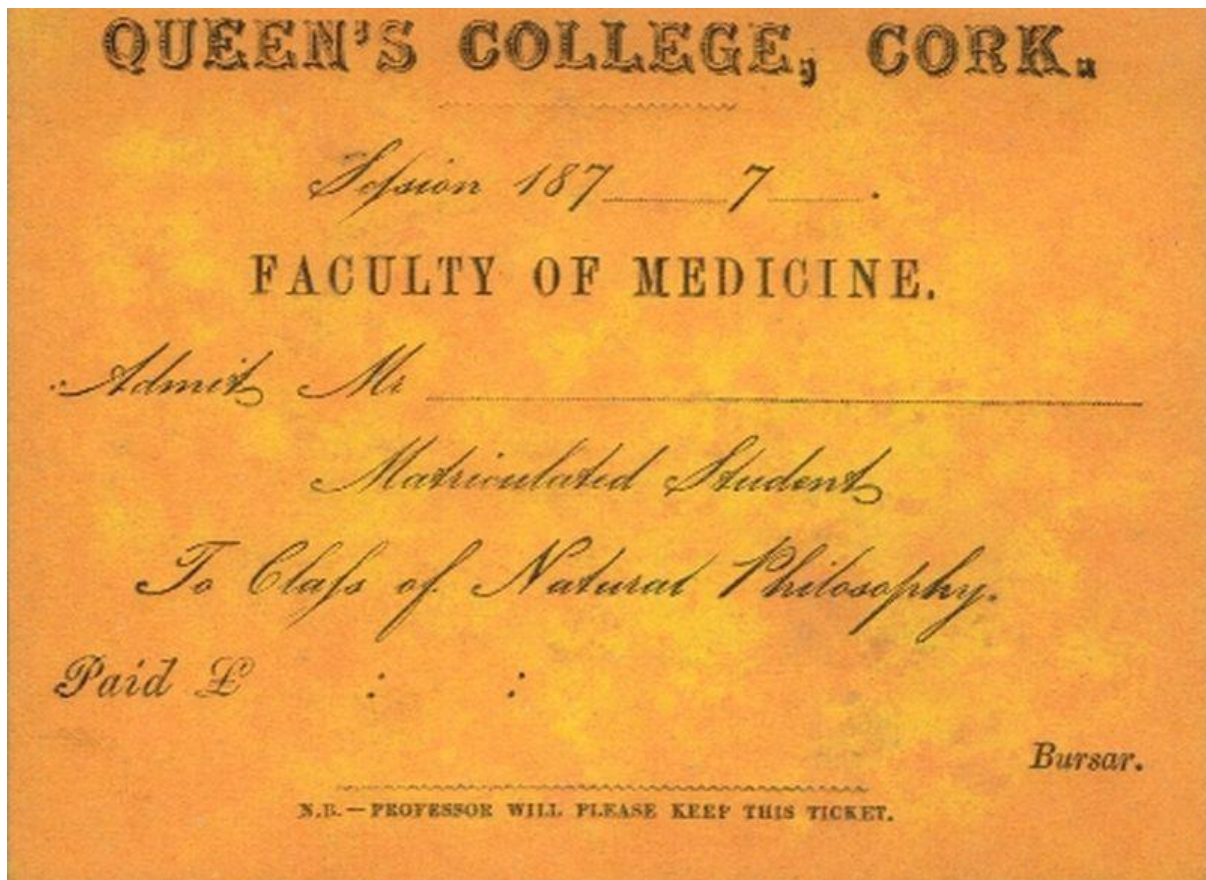 QUEEN'S COLLEGE, CORK.
Seſsion 187 7 .
FACULTY OF MEDICINE.
Admit Mr
Matriculated Student
To Claſs of Natural Philosophy.
Paid £ : :
Bursar.
N.B.—PROFESSOR WILL PLEASE KEEP THIS TICKET.